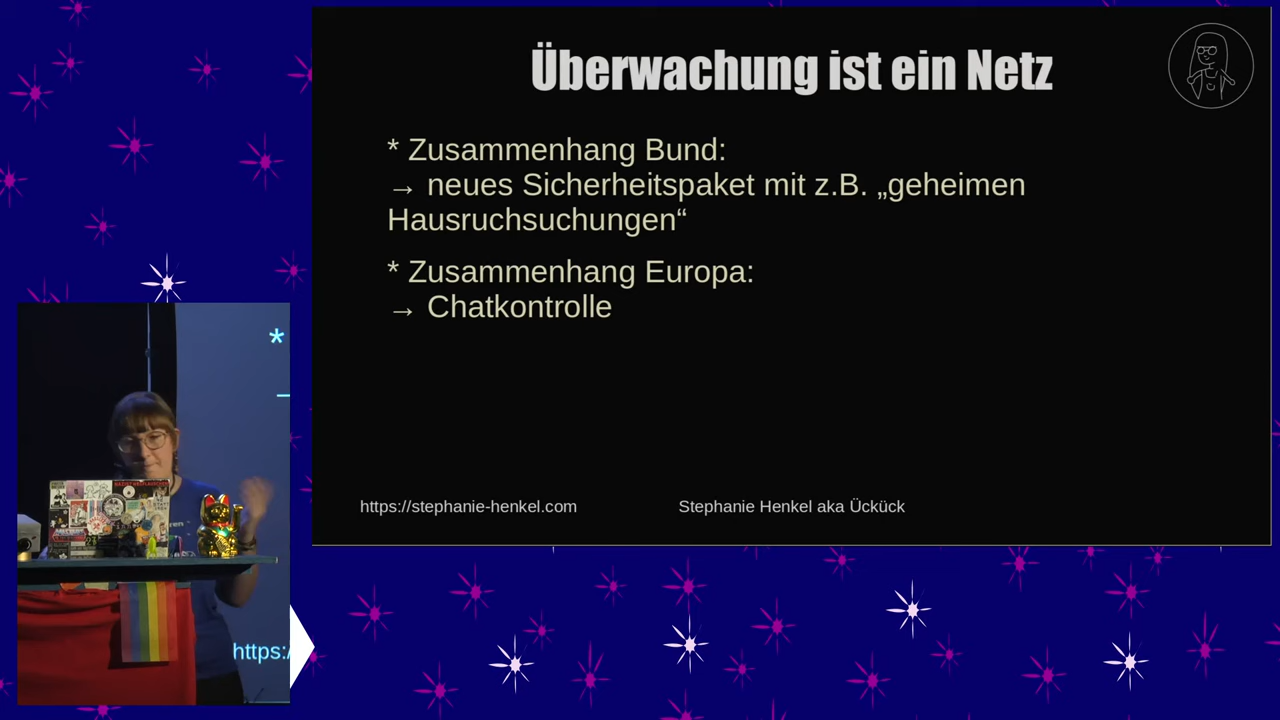 Überwachung ist ein Netz
* Zusammenhang Bund:
→ neues Sicherheitspaket mit z.B. „geheimen
Hausruchsuchungen“
* Zusammenhang Europa:
→ Chatkontrolle
https://stephanie-henkel.com
Stephanie Henkel aka Ückück
*
https:/